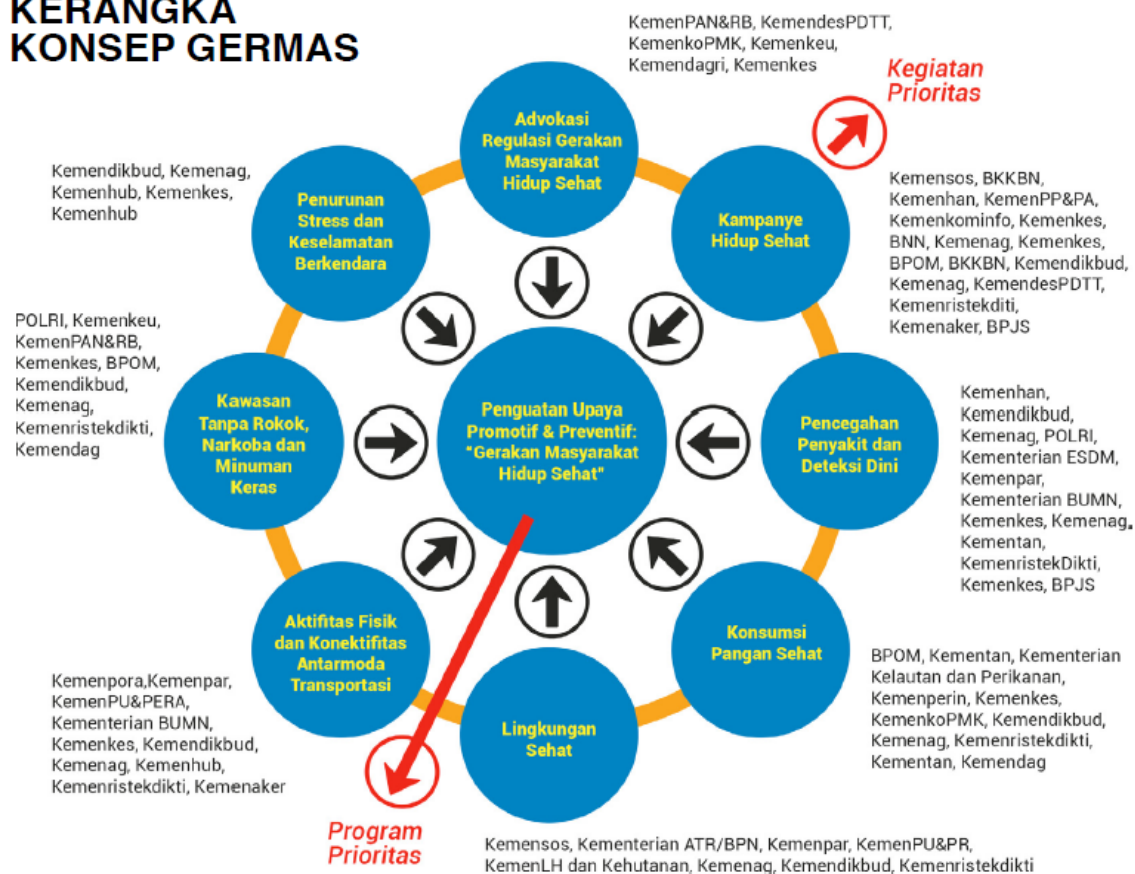 KERANGKA
KONSEP GERMAS
KemenPAN&RB, KemendesPDTT,
KemenkoPMK, Kemenkeu,
Kemendagri, Kemenkes
Kegiatan
Prioritas
Advokasi
Regulasi Gerakan
Masyarakat
Hidup Sehat
Kemendikbud, Kemenag,
Kemenhub, Kemenkes,
Kemenhub
Penurunan
Stress dan
Keselamatan
Berkendara
Kampanye
Hidup Sehat
Kemensos, BKKBN,
Kemenhan, KemenPP&PA,
Kemenkominfo, Kemenkes,
BNN, Kemenag, Kemenkes,
BPOM, BKKBN, Kemendikbud,
Kemenag, KemendesPDTT,
Kemenristekditi,
Kemenaker, BPJS
POLRI, Kemenkeu,
KemenPAN&RB,
Kemenkes, BPOM,
Kemendikbud,
Kemenag,
Kemenristekdikti,
Kemendag
Kawasan
Tanpa Rokok,
Narkoba dan
Minuman
Keras
Penguatan Upaya
Promotif & Preventif:
"Gerakan Masyarakat
Hidup Sehat"
Pencegahan
Penyakit dan
Deteksi Dini
Kemenhan,
Kemendikbud,
Kemenag, POLRI,
Kementerian ESDM,
Kemenpar,
Kementerian BUMN,
Kemenkes, Kemenag,
Kementan,
KemenristekDikti,
Kemenkes, BPJS
Aktifitas Fisik
dan Konektifitas
Antarmoda
Transportasi
Konsumsi
Pangan Sehat
Kemenpora,Kemenpar,
KemenPU&PERA,
Kementerian BUMN,
Kemenkes, Kemendikbud,
Kemenag, Kemenhub,
Kemenristekdikti, Kemenaker
Lingkungan
Sehat
BPOM, Kementan, Kementerian
Kelautan dan Perikanan,
Kemenperin, Kemenkes,
KemenkoPMK, Kemendikbud,
Kemenag, Kemenristekdikti,
Kementan, Kemendag
Program
Prioritas
Kemensos, Kementerian ATR/BPN, Kemenpar, KemenPU&PR,
KemenLH dan Kehutanan, Kemenag, Kemendikbud, Kemenristekdikti